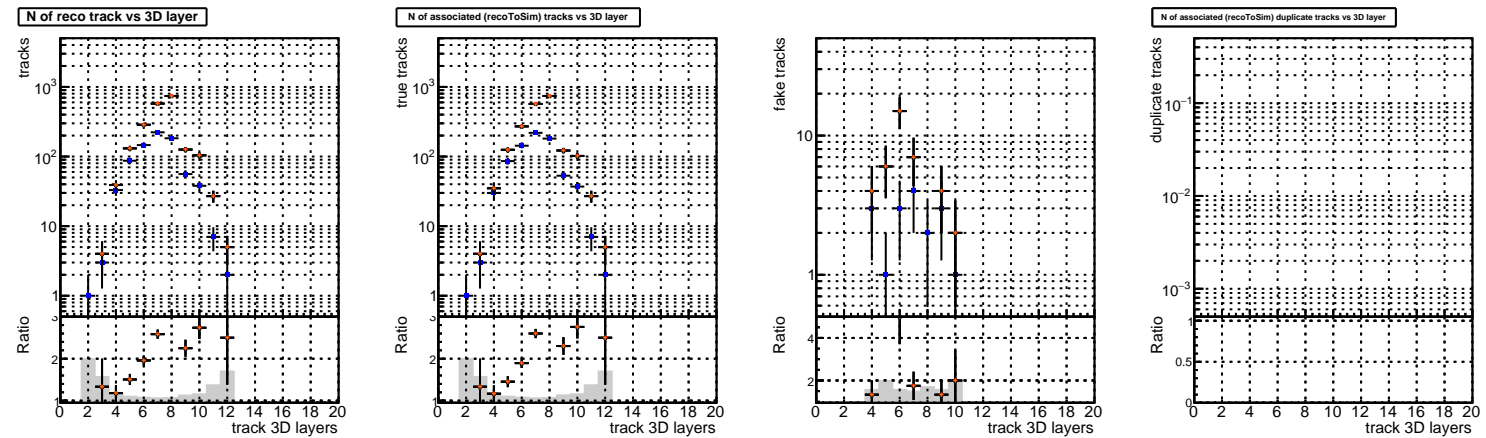 N of reco track vs 3D layer
tracks
10³
10²
10
1
Ratio
3
2
1
0 2 4 6 8 10 12 14 16 18 20
track 3D layers
N of associated (recoToSim) tracks vs 3D layer
true tracks
10³
10²
10
1
Ratio
3
2
1
0 2 4 6 8 10 12 14 16 18 20
track 3D layers
fake tracks
10
1
Ratio
4
2
0 2 4 6 8 10 12 14 16 18 20
track 3D layers
N of associated (recoToSim) duplicate tracks vs 3D layer
duplicate tracks
10⁻¹
10⁻²
10⁻³
Ratio
1
0.5
0
0 2 4 6 8 10 12 14 16 18 20
track 3D layers